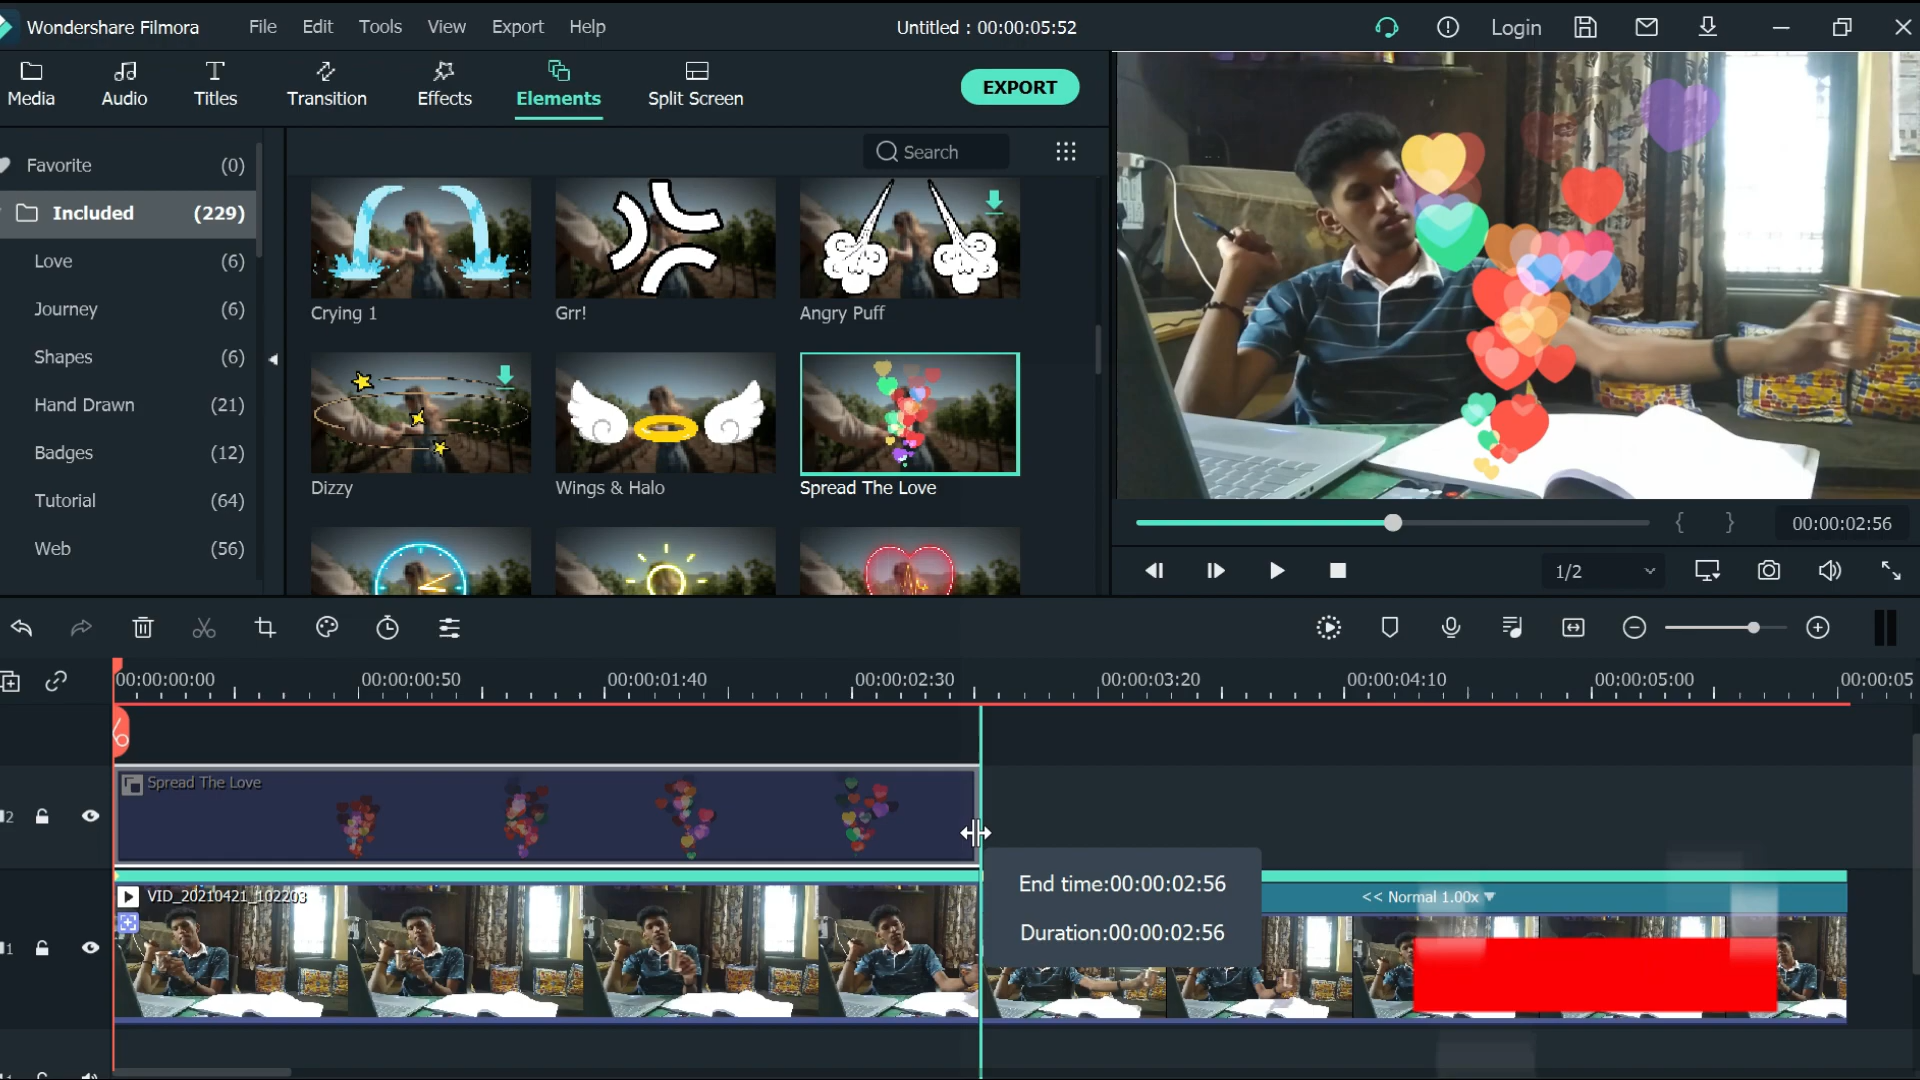 Wondershare Filmora
File Edit Tools View Export Help
Untitled : 00:00:05:52
Login
Media Audio Titles Transition Effects Elements Split Screen
EXPORT
Search
Favorite (0)
Included (229)
Love (6)
Journey (6)
Shapes (6)
Hand Drawn (21)
Badges (12)
Tutorial (64)
Web (56)
Crying 1
Grr!
Angry Puff
Dizzy
Wings & Halo
Spread The Love
{ } 00:00:02:56
1/2
00:00:00:00 00:00:00:50 00:00:01:40 00:00:02:30 00:00:03:20 00:00:04:10 00:00:05:00 00:00:05
Spread The Love
2
End time:00:00:02:56
Duration:00:00:02:56
VID_20210421_102203
<< Normal 1.00x
1